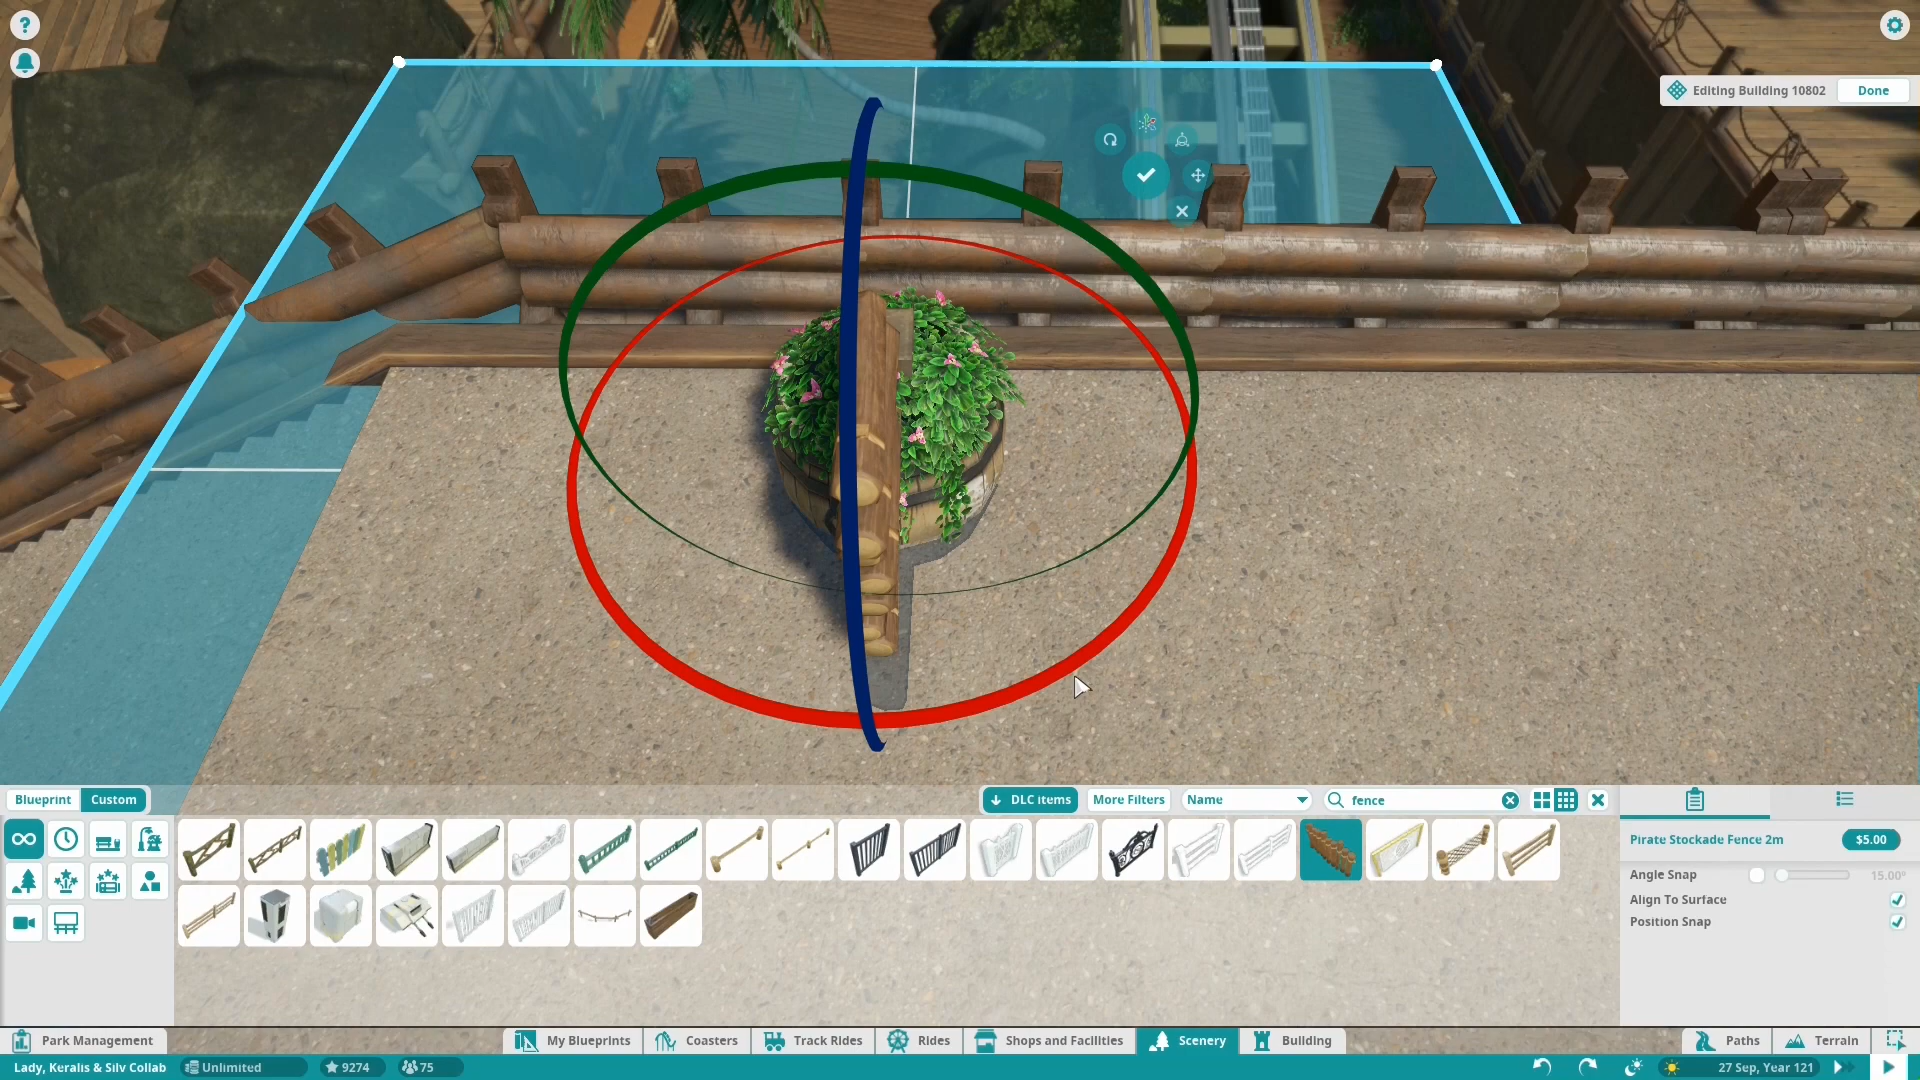 ?
Editing Building 10802
Done
Blueprint
Custom
DLC items
More Filters
Name
fence
Pirate Stockade Fence 2m
$5.00
Angle Snap
15.00°
Align To Surface
Position Snap
Park Management
My Blueprints
Coasters
Track Rides
Rides
Shops and Facilities
Scenery
Building
Paths
Terrain
Lady, Keralis & Silv Collab
Unlimited
9274
75
27 Sep, Year 121